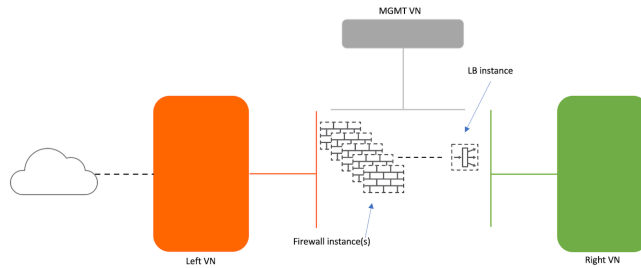 MGMT VN
LB instance
Firewall instance(s)
Left VN
Right VN